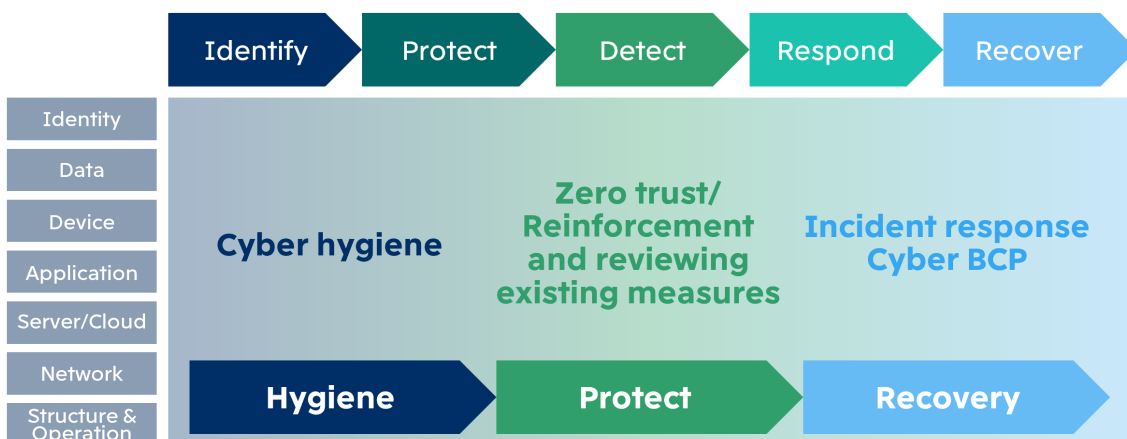 Identify
Protect
Detect
Respond
Recover
Identity
Data
Device
Application
Server/Cloud
Network
Structure &
Operation
Cyber hygiene
Zero trust/
Reinforcement
and reviewing
existing measures
Incident response
Cyber BCP
Hygiene
Protect
Recovery